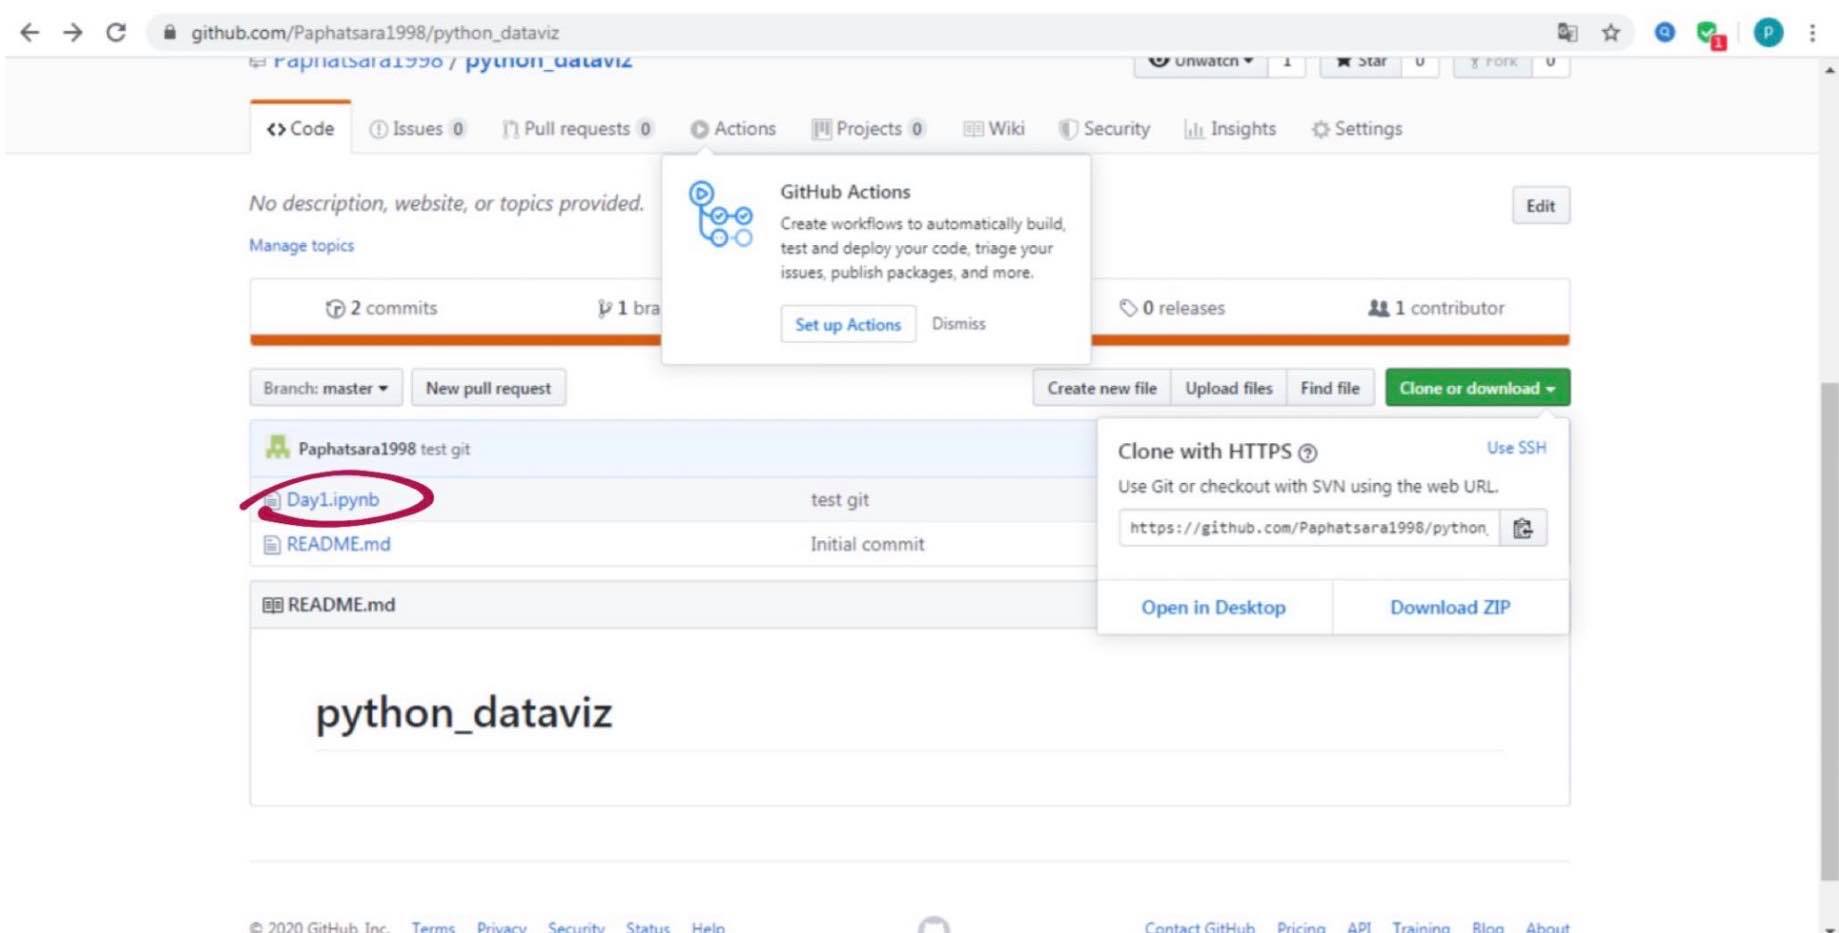 github.com/Paphatsara1998/python_dataviz
1
P
Paphatsara1998 / python_dataviz
Unwatch 1 Star 0 Fork 0
Code Issues 0 Pull requests 0 Actions Projects 0 Wiki Security Insights Settings
No description, website, or topics provided.
Edit
Manage topics
GitHub Actions
Create workflows to automatically build,
test and deploy your code, triage your
issues, publish packages, and more.
Set up Actions Dismiss
2 commits 1 bra 0 releases 1 contributor
Branch: master New pull request Create new file Upload files Find file Clone or download
Paphatsara1998 test git
Day1.ipynb test git
README.md Initial commit
Clone with HTTPS Use SSH
Use Git or checkout with SVN using the web URL.
https://github.com/Paphatsara1998/python_
Open in Desktop Download ZIP
README.md
python_dataviz
© 2020 GitHub, Inc. Terms Privacy Security Status Help Contact GitHub Pricing API Training Blog About